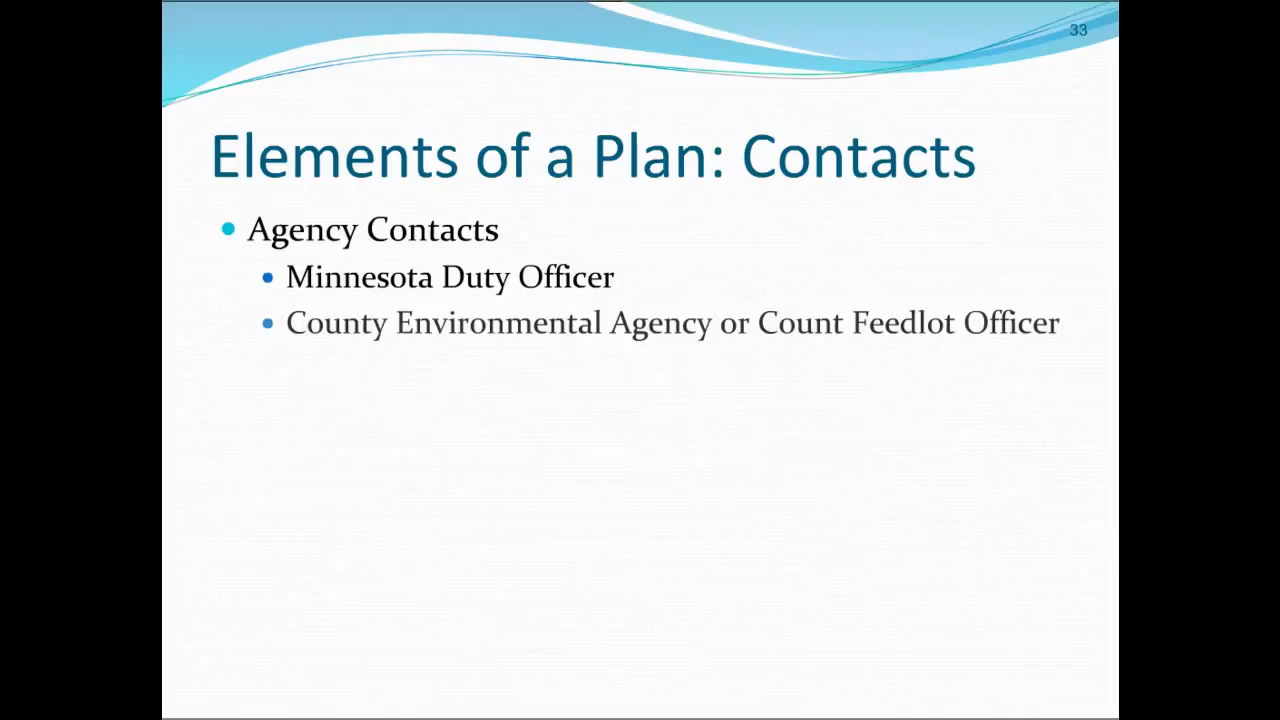 33
Elements of a Plan: Contacts
Agency Contacts
Minnesota Duty Officer
County Environmental Agency or Count Feedlot Officer